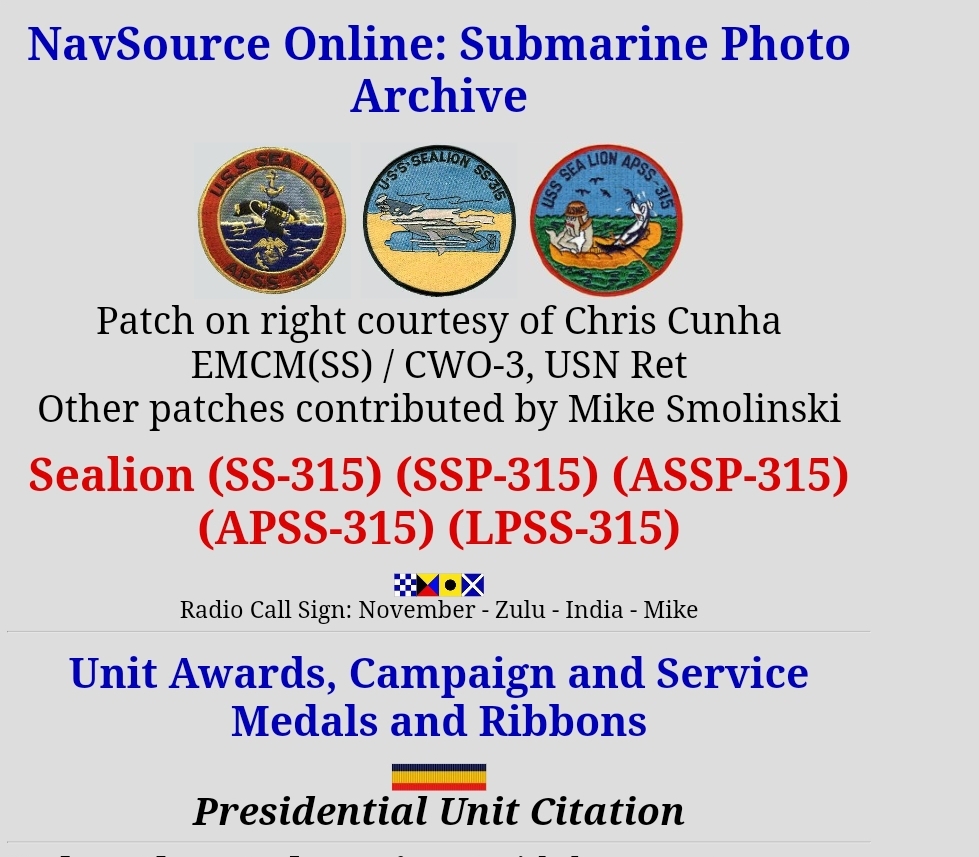 NavSource Online: Submarine Photo
Archive
U.S.S. SEA LION
APSS 315
U.S.S. SEALION SS-315
USS SEA LION APSS 315
Patch on right courtesy of Chris Cunha
EMCM(SS) / CWO-3, USN Ret
Other patches contributed by Mike Smolinski
Sealion (SS-315) (SSP-315) (ASSP-315)
(APSS-315) (LPSS-315)
Radio Call Sign: November - Zulu - India - Mike
Unit Awards, Campaign and Service
Medals and Ribbons
Presidential Unit Citation